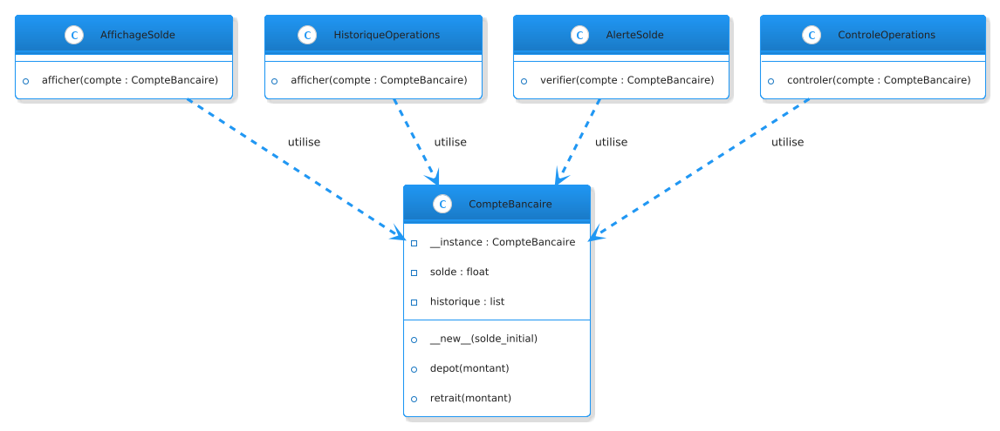 C AffichageSolde
afficher(compte : CompteBancaire)
C HistoriqueOperations
afficher(compte : CompteBancaire)
C AlerteSolde
verifier(compte : CompteBancaire)
C ControleOperations
controler(compte : CompteBancaire)
utilise
utilise
utilise
utilise
C CompteBancaire
__instance : CompteBancaire
solde : float
historique : list
__new__(solde_initial)
depot(montant)
retrait(montant)